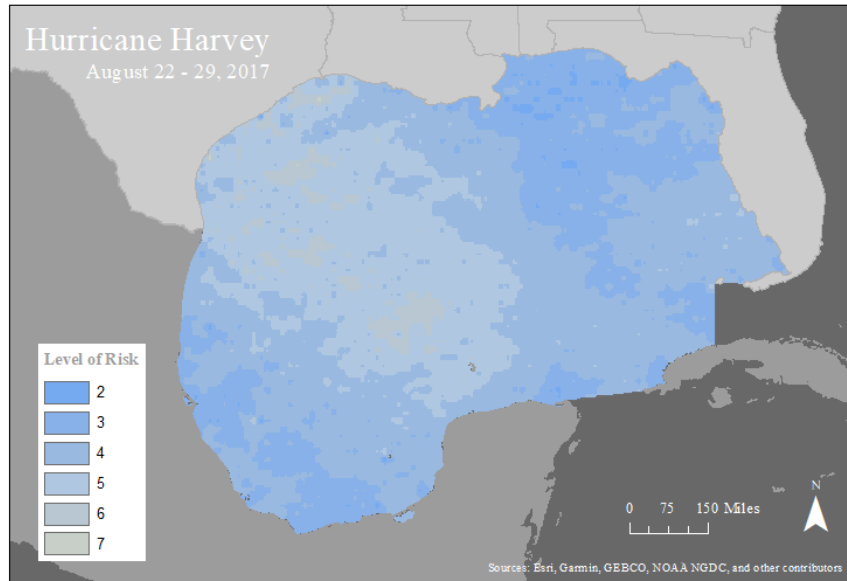 Hurricane Harvey
August 22 - 29, 2017
Level of Risk
2
3
4
5
6
7
N
0 75 150 Miles
Sources: Esri, Garmin, GEBCO, NOAA NGDC, and other contributors